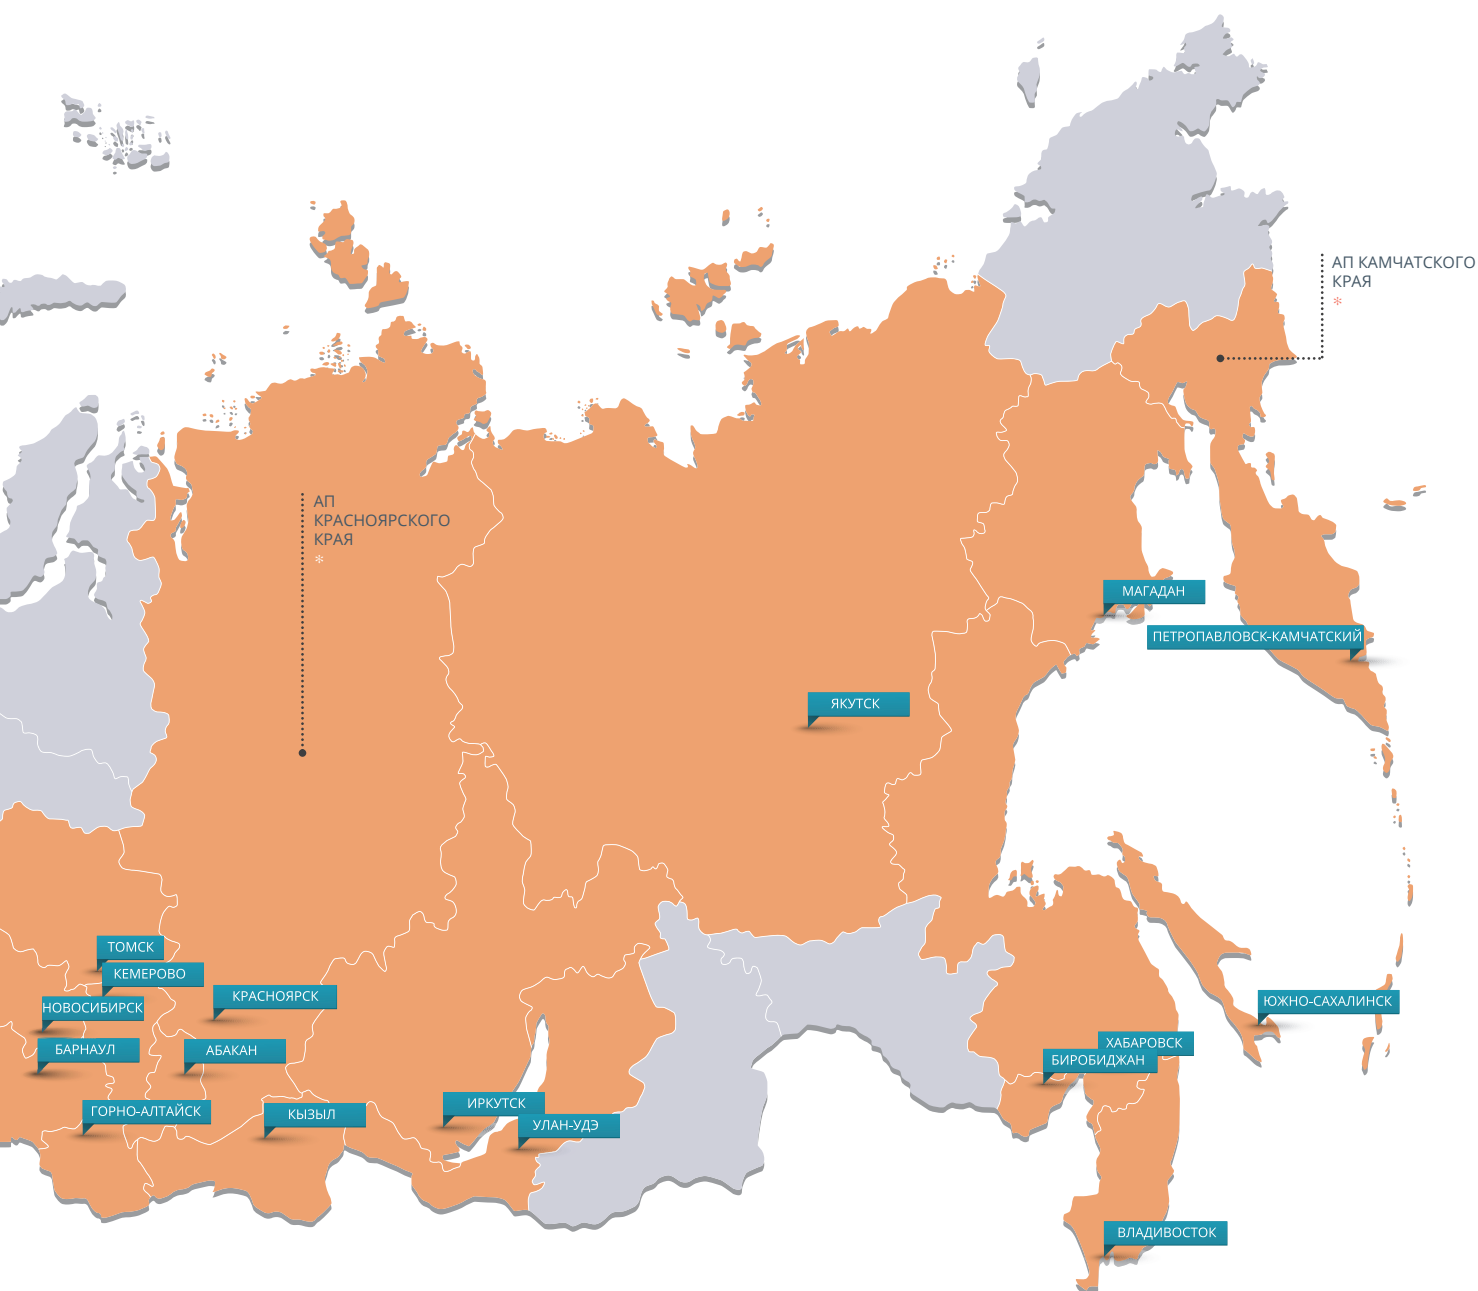 АП КАМЧАТСКОГО
КРАЯ
*
АП
КРАСНОЯРСКОГО
КРАЯ
*
МАГАДАН
ПЕТРОПАВЛОВСК-КАМЧАТСКИЙ
ЯКУТСК
ТОМСК
КЕМЕРОВО
КРАСНОЯРСК
НОВОСИБИРСК
ЮЖНО-САХАЛИНСК
БАРНАУЛ
АБАКАН
ХАБАРОВСК
БИРОБИДЖАН
ГОРНО-АЛТАЙСК
КЫЗЫЛ
ИРКУТСК
УЛАН-УДЭ
ВЛАДИВОСТОК